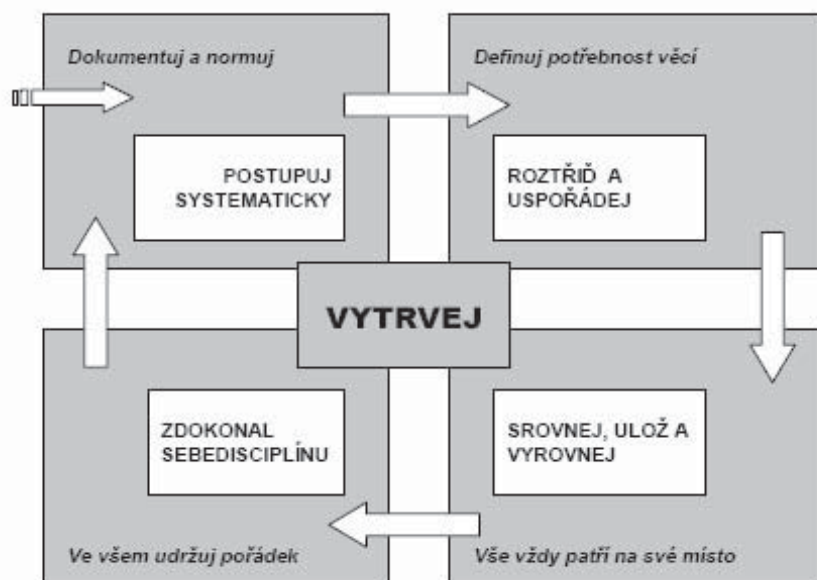 Dokumentuj a normuj
Definuj potřebnost věcí
POSTUPUJ
SYSTEMATICKY
ROZTŘIĎ A
USPOŘÁDEJ
VYTRVEJ
ZDOKONAL
SEBEDISCIPLÍNU
SROVNEJ, ULOŽ A
VYROVNEJ
Ve všem udržuj pořádek
Vše vždy patří na své místo